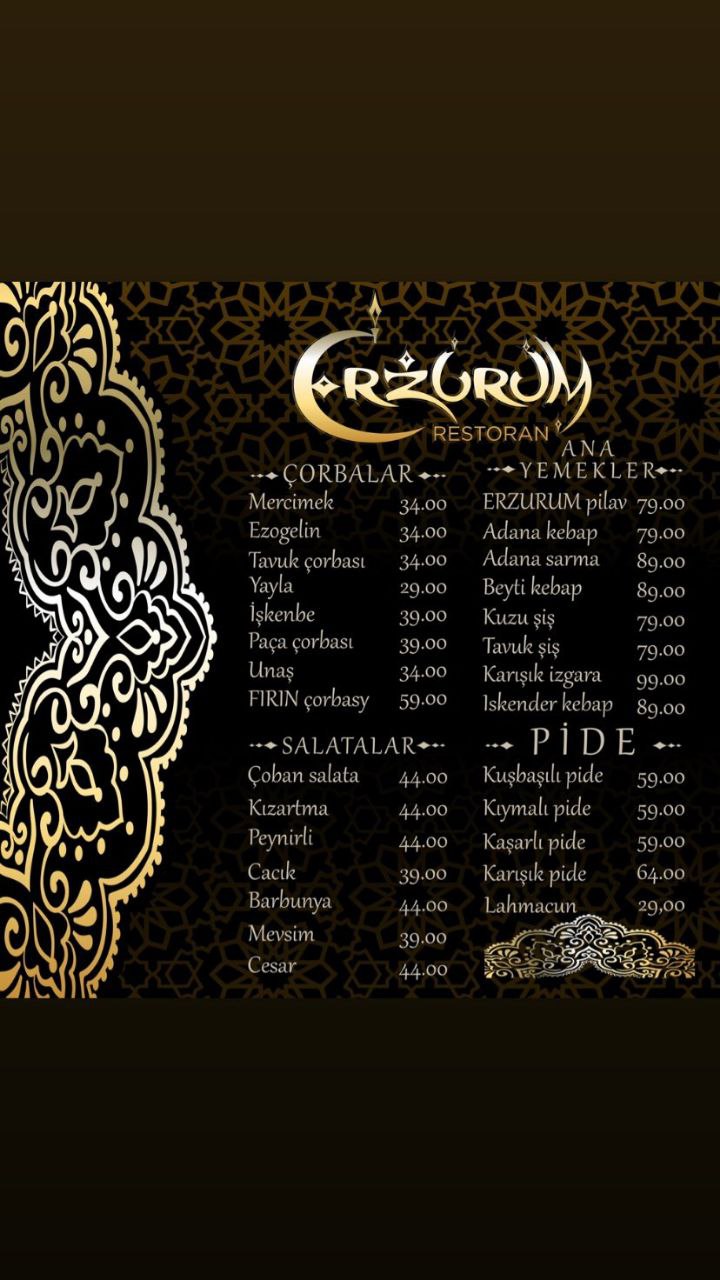 ERZURUM
RESTORAN
ÇORBALAR
Mercimek 34.00
Ezogelin 34.00
Tavuk çorbası 34.00
Yayla 29.00
İşkenbe 39.00
Paça çorbası 39.00
Unaş 34.00
FIRIN çorbasy 59.00
SALATALAR
Çoban salata 44.00
Kızartma 44.00
Peynirli 44.00
Cacık 39.00
Barbunya 44.00
Mevsim 39.00
Cesar 44.00
ANA
YEMEKLER
ERZURUM pilav 79.00
Adana kebap 79.00
Adana sarma 89.00
Beyti kebap 89.00
Kuzu şiş 79.00
Tavuk şiş 79.00
Karışık izgara 99.00
Iskender kebap 89.00
PİDE
Kuşbaşılı pide 59.00
Kıymalı pide 59.00
Kaşarlı pide 59.00
Karışık pide 64.00
Lahmacun 29,00